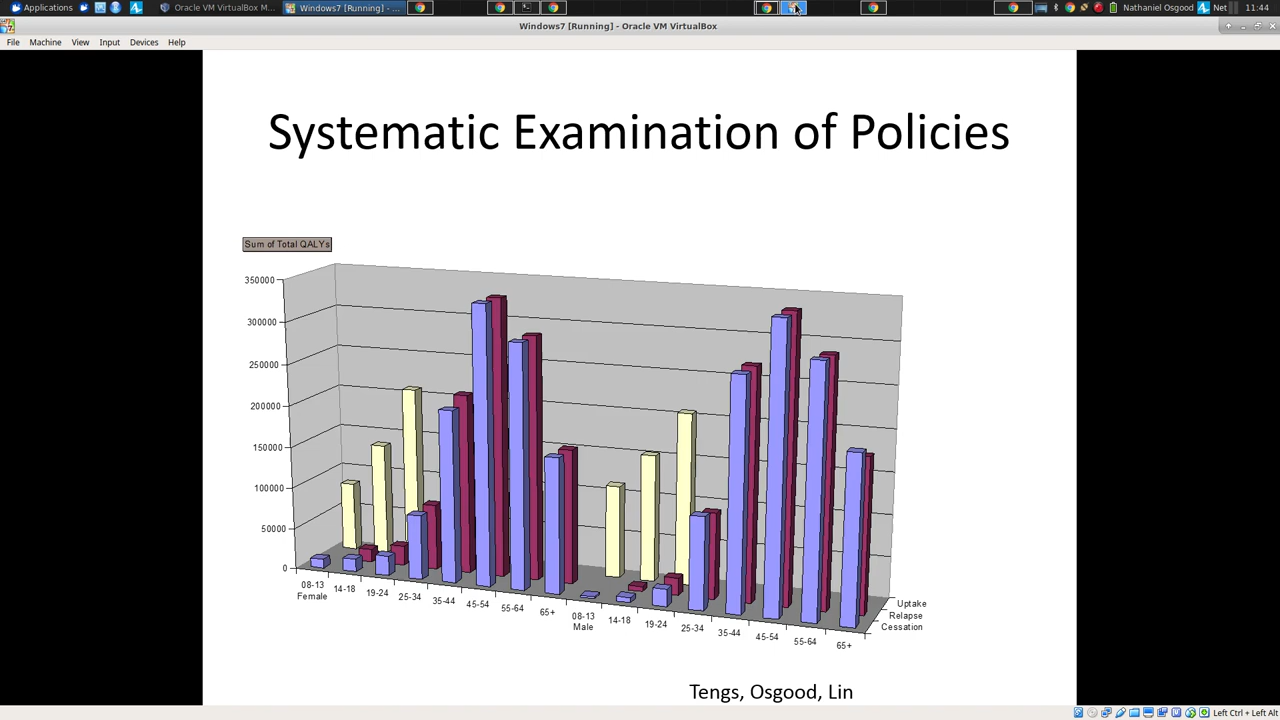 Applications
Oracle VM VirtualBox M...
Windows7 [Running] - ...
Nathaniel Osgood
Net
11:44
Windows7 [Running] - Oracle VM VirtualBox
File Machine View Input Devices Help
Systematic Examination of Policies
Sum of Total QALYs
350000
300000
250000
200000
150000
100000
50000
0
08-13 14-18 19-24 25-34 35-44 45-54 55-64 65+ 08-13 14-18 19-24 25-34 35-44 45-54 55-64 65+
Female Male
Uptake
Relapse
Cessation
Tengs, Osgood, Lin
Left Ctrl + Left Alt